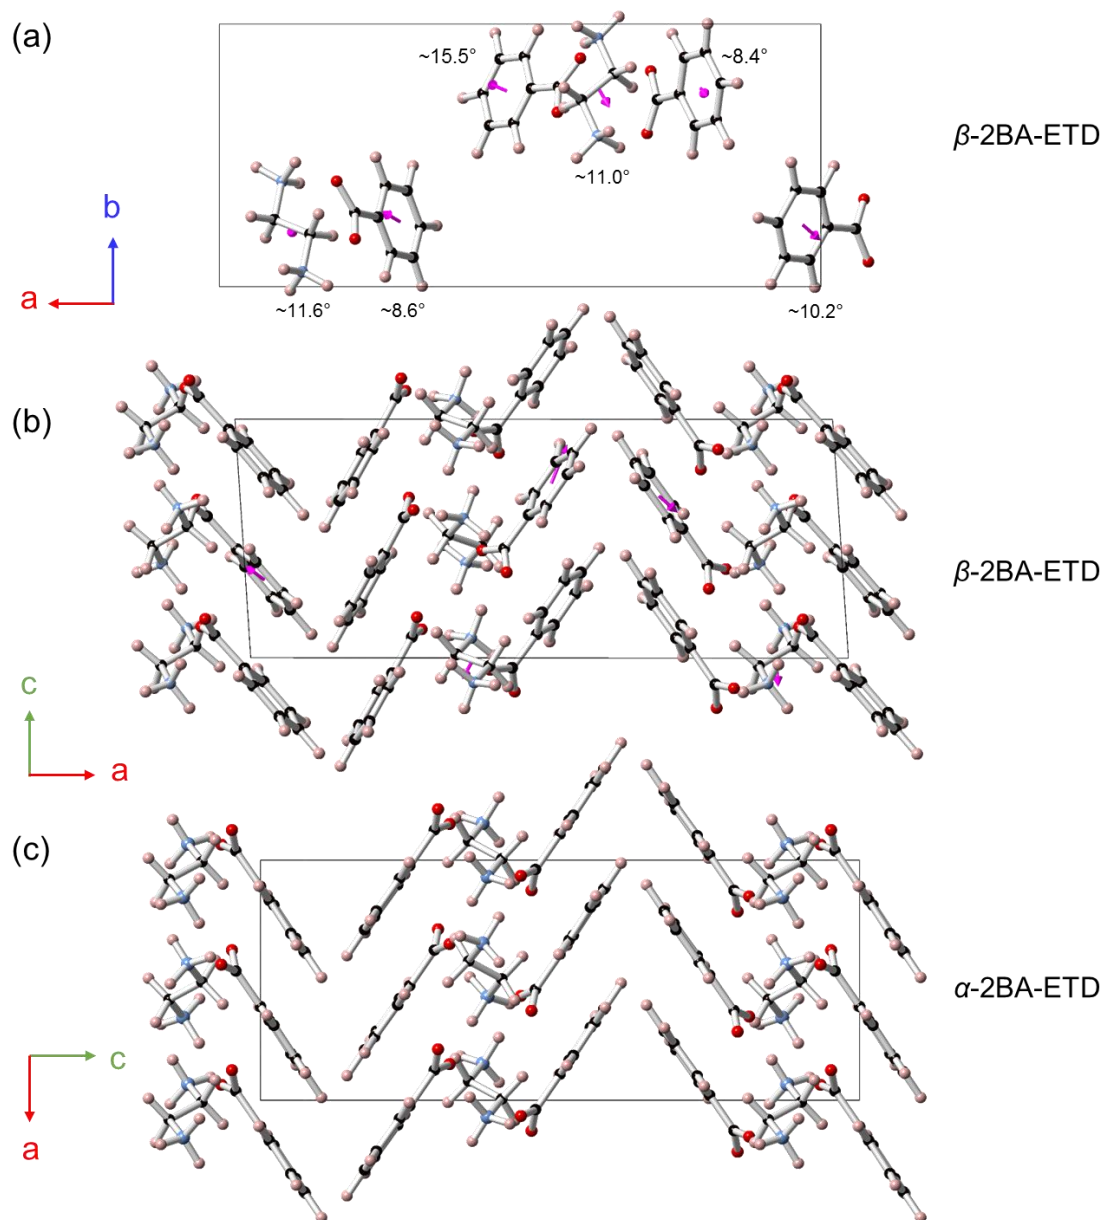 (a)
~15.5°
~8.4°
β-2BA-ETD
~11.0°
b
a
~11.6°
~8.6°
~10.2°
(b)
β-2BA-ETD
c
a
(c)
α-2BA-ETD
c
a